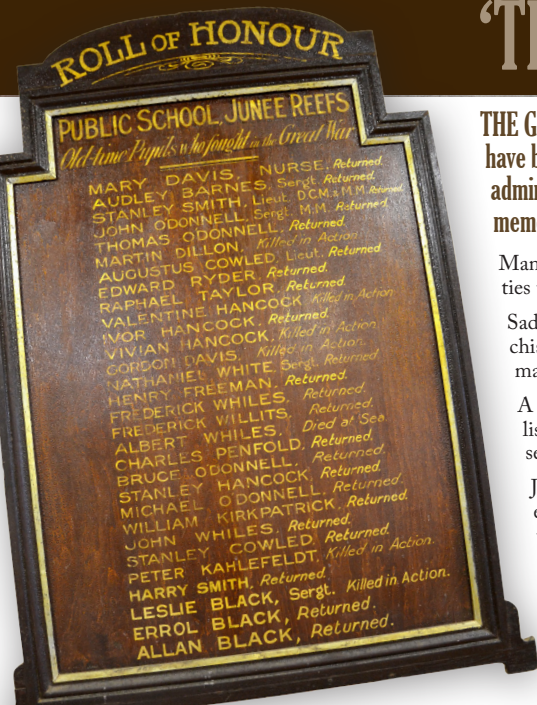 ROLL OF HONOUR
PUBLIC SCHOOL, JUNEE REEFS
Old-time Pupils who fought in the Great War
MARY DAVIS, NURSE. Returned.
AUDLEY BARNES, Sergt. Returned.
STANLEY SMITH, Lieut. D.C.M. & M.M. Returned.
JOHN O'DONNELL, Sergt. M.M. Returned.
THOMAS O'DONNELL. Returned.
MARTIN DILLON. Killed in Action.
AUGUSTUS COWLED, Lieut. Returned.
EDWARD RYDER. Returned.
RAPHAEL TAYLOR. Returned.
VALENTINE HANCOCK. Killed in Action
IVOR HANCOCK. Returned.
VIVIAN HANCOCK. Killed in Action
GORDON DAVIS. Killed in Action.
NATHANIEL WHITE, Sergt. Returned
HENRY FREEMAN. Returned.
FREDERICK WHILES. Returned.
FREDERICK WILLITS. Returned.
ALBERT WHILES. Died at Sea
CHARLES PENFOLD. Returned.
BRUCE O'DONNELL. Returned.
STANLEY HANCOCK. Returned.
MICHAEL O'DONNELL. Returned.
WILLIAM KIRKPATRICK. Returned.
JOHN WHILES. Returned.
STANLEY COWLED. Returned.
PETER KAHLEFELDT. Killed in Action.
HARRY SMITH. Returned.
LESLIE BLACK, Sergt. Killed in Action.
ERROL BLACK, Returned.
ALLAN BLACK, Returned.
THE G
have b
admi
mem
Man
ties
Sad
chis
ma
A
lis
se
J
e